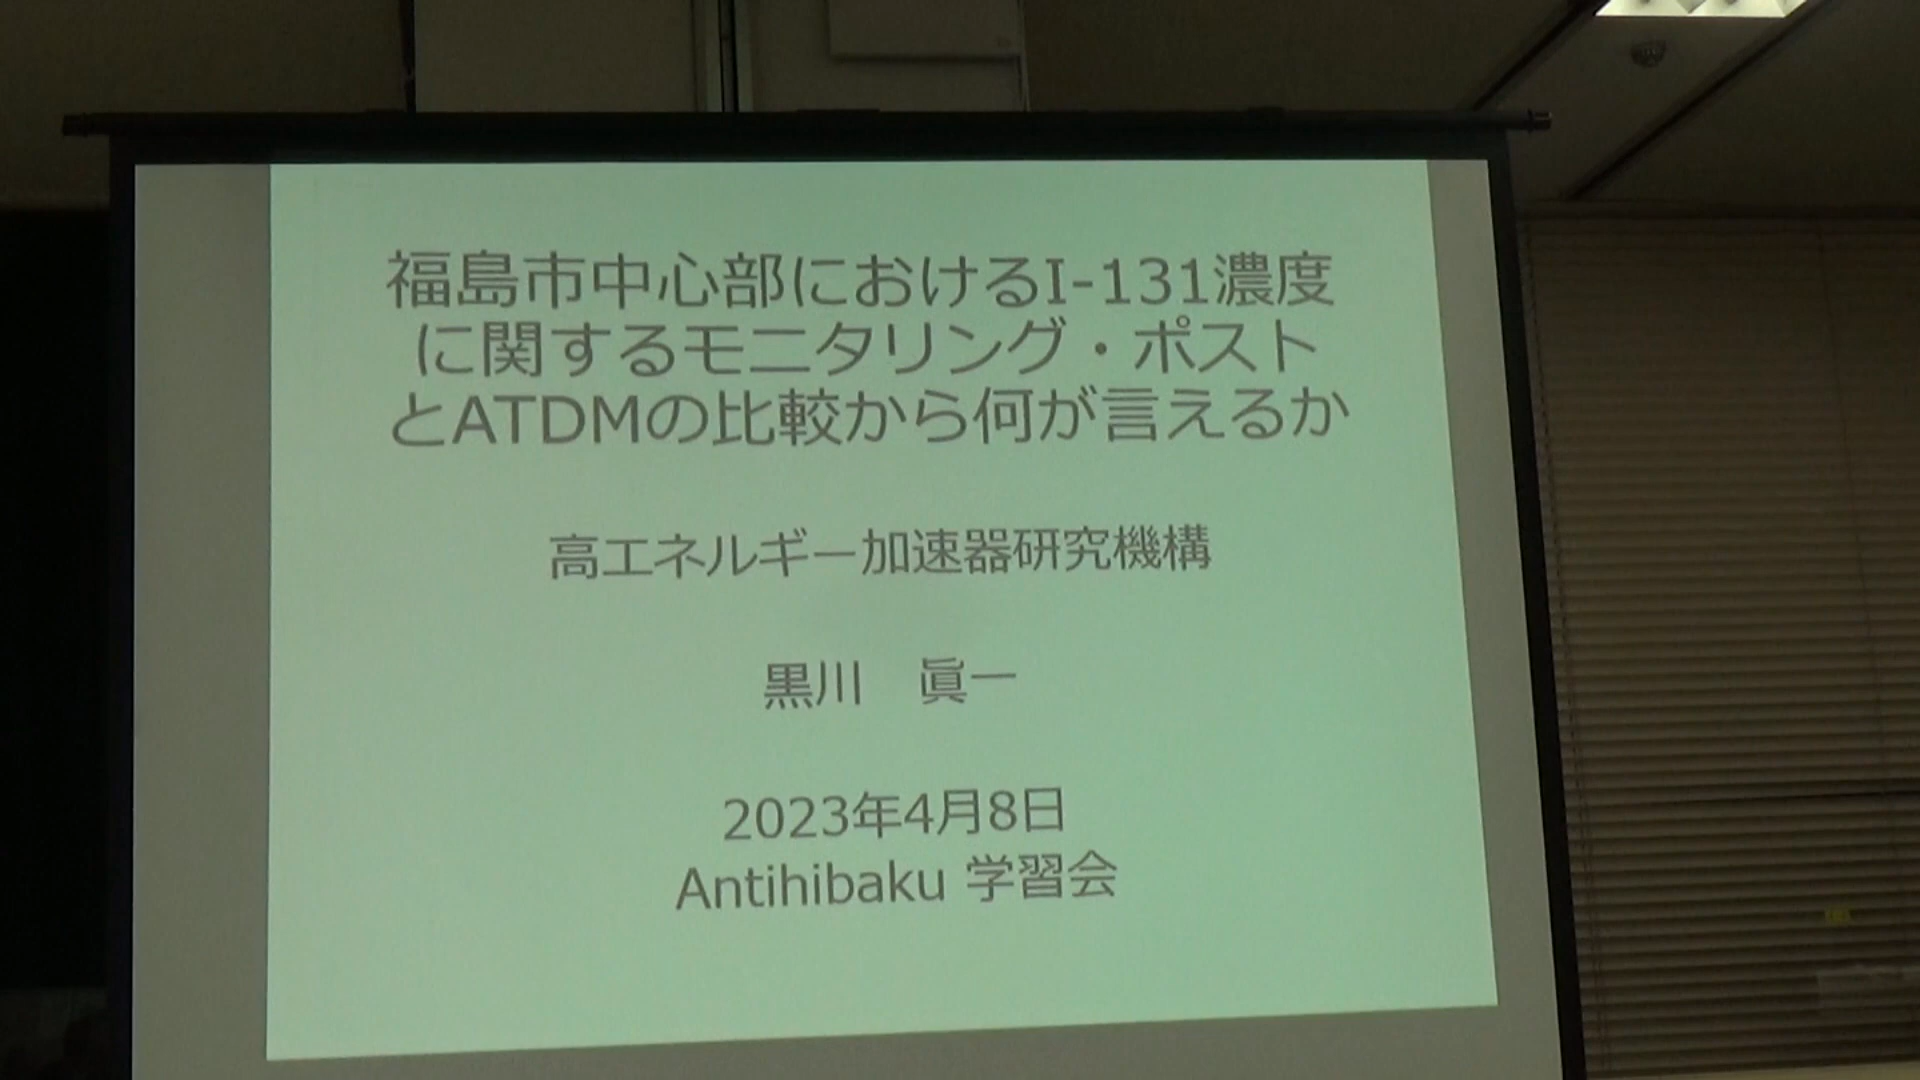 福島市中心部におけるI-131濃度
に関するモニタリング・ポスト
とATDMの比較から何が言えるか
高エネルギー加速器研究機構
黒川　眞一
2023年4月8日
Antihibaku 学習会